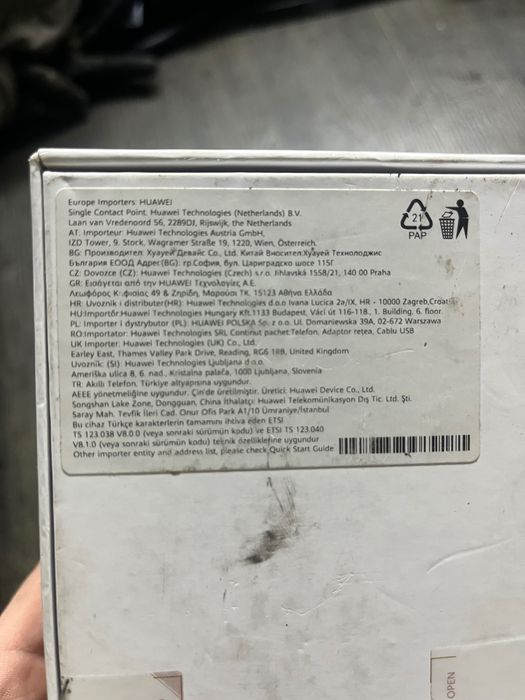 Europe Importers: HUAWEI
Single Contact Point: Huawei Technologies (Netherlands) B.V.
Laan van Vredenoord 56, 2289DJ, Rijswijk, the Netherlands
AT: Importeur: Huawei Technologies Austria GmbH,
IZD Tower, 9. Stock, Wagramer Straße 19, 1220, Wien, Österreich
BG: Производител: Хуауей Девайс Co., Ltd. Китай Вносител:Хуауей Технолоджис
България ЕООД Адрес(BG): гр.София, бул. Цариградско шосе 115Г
CZ: Dovozce (CZ): Huawei Technologies (Czech) s.r.o. Jihlavská 1558/21, 140 00 Praha
GR: Εισάγεται από την HUAWEI Τεχνολογίες Α.Ε.
Λεωφόρος Κηφισίας 49 & Ζηρίδη, Μαρούσι ΤΚ. 15123 Αθήνα Ελλάδα
HR: Uvoznik i distributer(HR): Huawei Technologies d.o.o Ivana Lucica 2a/IX, HR - 10000 Zagreb,Croatia
HU:Importőr:Huawei Technologies Hungary Kft.1133 Budapest, Váci út 116-118., 1. Building, 6. floor.
PL: Importer i dystrybutor (PL): HUAWEI POLSKA Sp. z o.o. Ul. Domaniewska 39A, 02-672 Warszawa
RO:Importator: Huawei Technologies SRL Continut pachet:Telefon, Adaptor retea, Cablu USB
UK Importer: Huawei Technologies (UK) Co., Ltd.
Earley East, Thames Valley Park Drive, Reading, RG6 1RB, United Kingdom
Uvoznik: (SI): Huawei Technologies Ljubljana d.o.o.
Ameriška ulica 8, 6. nad., Kristalna palača, 1000 Ljubljana, Slovenia
TR: Akıllı Telefon. Türkiye altyapısına uygundur.
AEEE yönetmeliğine uygundur. Çin'de üretilmiştir. Üretici: Huawei Device Co., Ltd.
Songshan Lake Zone, Dongguan, China İthalatçı: Huawei Telekomünikasyon Dış Tic. Ltd. Şti.
Saray Mah. Tevfik İleri Cad. Onur Ofis Park A1/10 Ümraniye/İstanbul
Bu cihaz Türkçe karakterlerin tamamını ihtiva eden ETSI
TS 123.038 V8.0.0 (veya sonraki sürümün kodu) ve ETSI TS 123.040
V8.1.0 (veya sonraki sürümün kodu) teknik özelliklerine uygundur
Other importer entity and address list, please check Quick Start Guide
21
PAP
OPEN